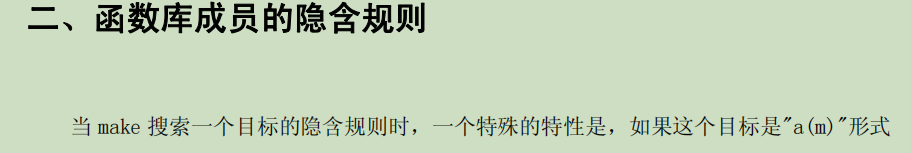 二、函数库成员的隐含规则
当 make 搜索一个目标的隐含规则时，一个特殊的特性是，如果这个目标是"a(m)"形式